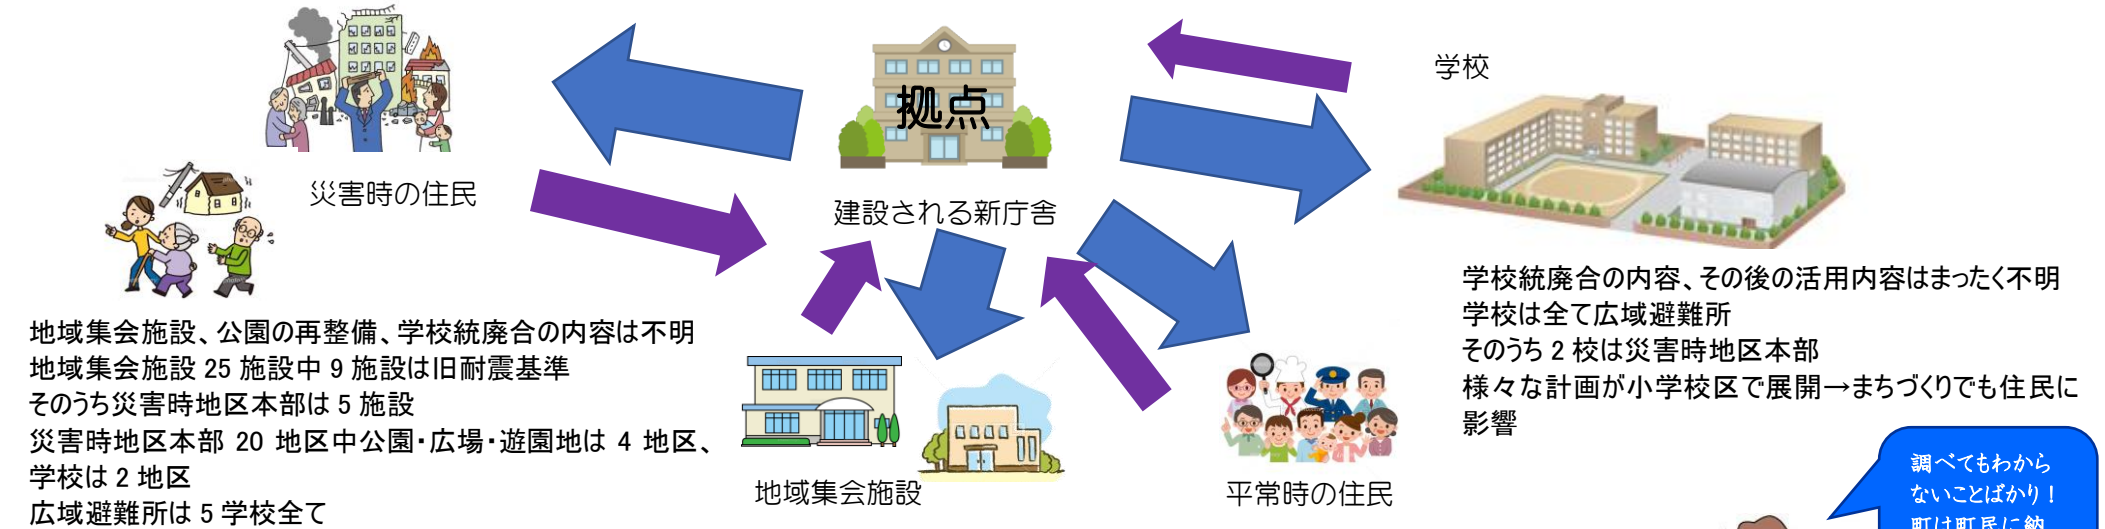 拠点
学校
災害時の住民
建設される新庁舎
地域集会施設、公園の再整備、学校統廃合の内容は不明
地域集会施設 25 施設中 9 施設は旧耐震基準
そのうち災害時地区本部は 5 施設
災害時地区本部 20 地区中公園・広場・遊園地は 4 地区、
学校は 2 地区
広域避難所は 5 学校全て
地域集会施設
平常時の住民
学校統廃合の内容、その後の活用内容はまったく不明
学校は全て広域避難所
そのうち 2 校は災害時地区本部
様々な計画が小学校区で展開→まちづくりでも住民に
影響
調べてもわから
ないことばかり！
町は町民に納